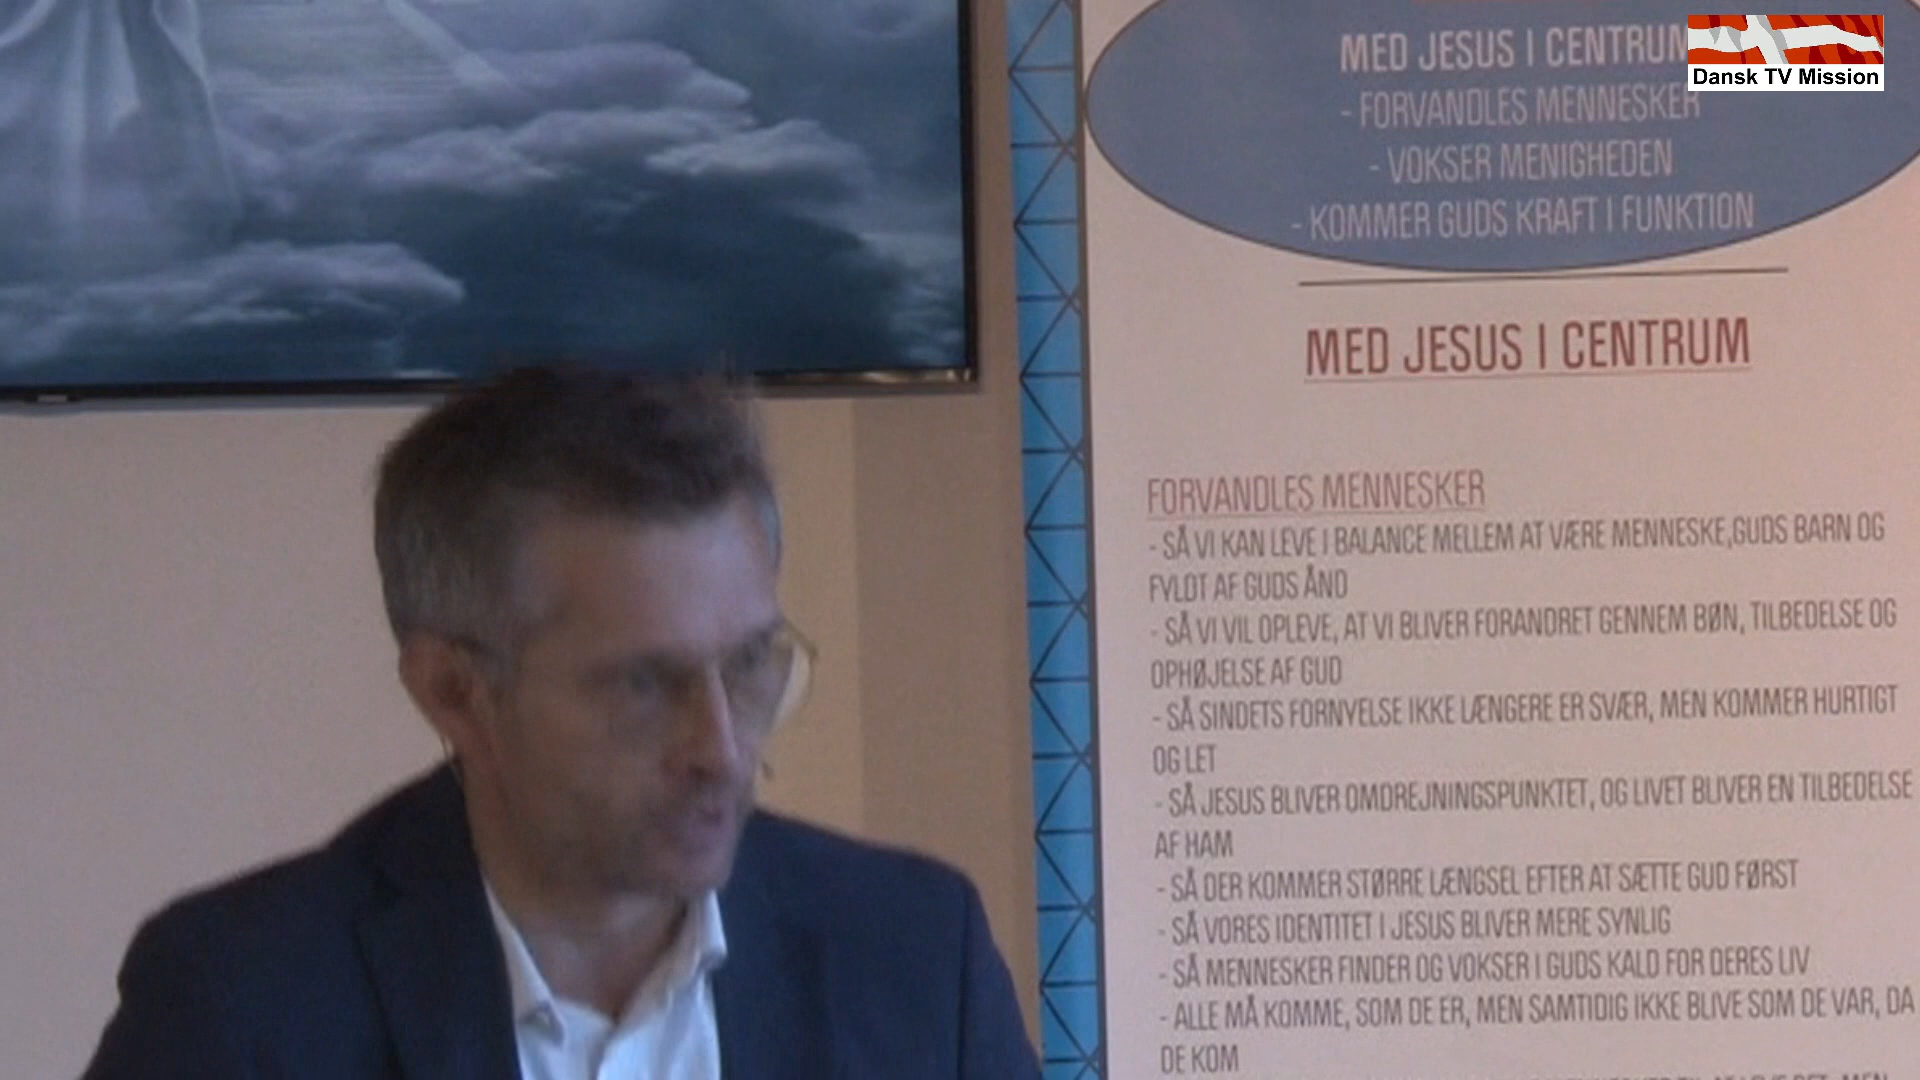 MED JESUS I CENTRUM
Dansk TV Mission
- FORVANDLES MENNESKER
- VOKSER MENIGHEDEN
- KOMMER GUDS KRAFT I FUNKTION
MED JESUS I CENTRUM
FORVANDLES MENNESKER
- SÅ VI KAN LEVE I BALANCE MELLEM AT VÆRE MENNESKE,GUDS BARN OG
FYLDT AF GUDS ÅND
- SÅ VI VIL OPLEVE, AT VI BLIVER FORANDRET GENNEM BØN, TILBEDELSE OG
OPHØJELSE AF GUD
- SÅ SINDETS FORNYELSE IKKE LÆNGERE ER SVÆR, MEN KOMMER HURTIGT
OG LET
- SÅ JESUS BLIVER OMDREJNINGSPUNKTET, OG LIVET BLIVER EN TILBEDELSE
AF HAM
- SÅ DER KOMMER STØRRE LÆNGSEL EFTER AT SÆTTE GUD FØRST
- SÅ VORES IDENTITET I JESUS BLIVER MERE SYNLIG
- SÅ MENNESKER FINDER OG VOKSER I GUDS KALD FOR DERES LIV
- ALLE MÅ KOMME, SOM DE ER, MEN SAMTIDIG IKKE BLIVE SOM DE VAR, DA
DE KOM